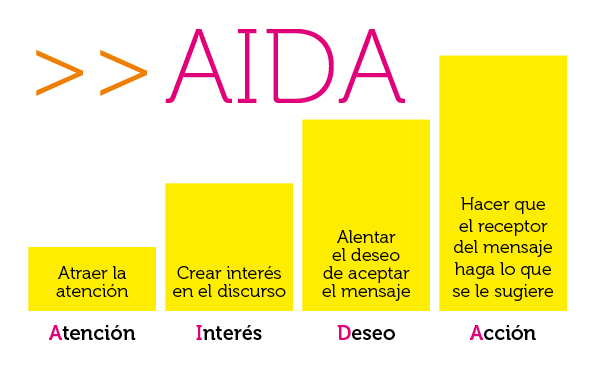 >> AIDA
Atraer la
atención
Crear interés
en el discurso
Alentar
el deseo
de aceptar
el mensaje
Hacer que
el receptor
del mensaje
haga lo que
se le sugiere
Atención
Interés
Deseo
Acción